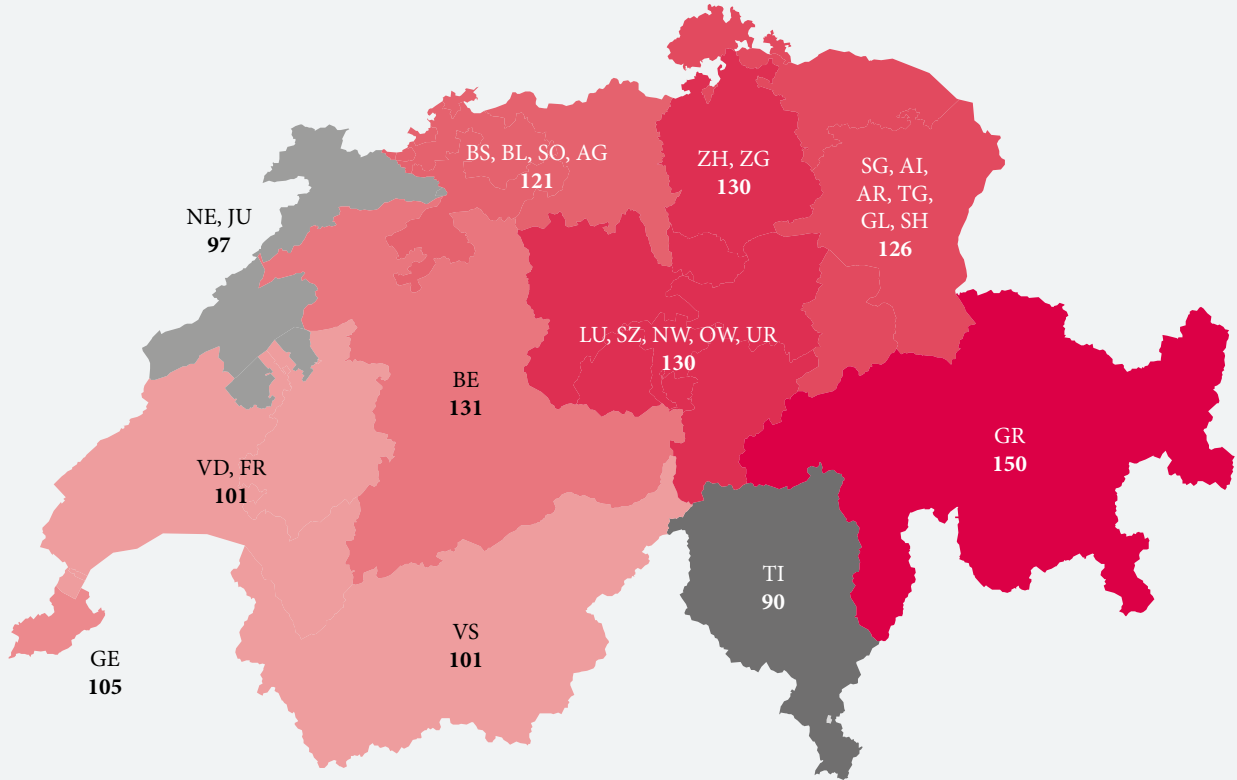 BS, BL, SO, AG
121
ZH, ZG
130
SG, AI,
AR, TG,
GL, SH
126
NE, JU
97
LU, SZ, NW, OW, UR
130
BE
131
GR
150
VD, FR
101
TI
90
VS
101
GE
105